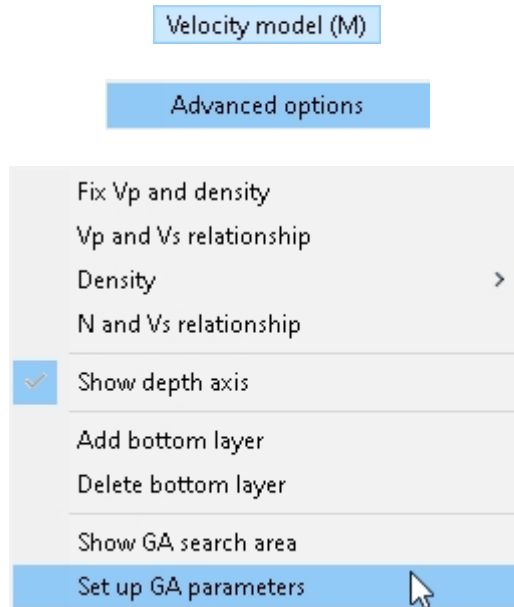 Velocity model (M)
Advanced options
Fix Vp and density
Vp and Vs relationship
Density
N and Vs relationship
Show depth axis
Add bottom layer
Delete bottom layer
Show GA search area
Set up GA parameters